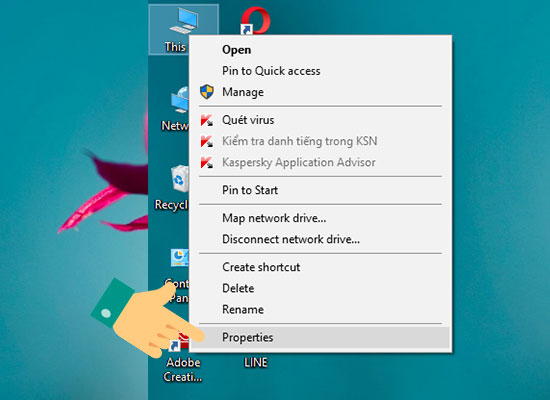 This
Open
Pin to Quick access
Manage
Quét virus
Kiểm tra danh tiếng trong KSN
Kaspersky Application Advisor
Pin to Start
Map network drive...
Disconnect network drive...
Create shortcut
Delete
Rename
Properties
Netw
Recycl
Cont
Pan
Adobe
Creati...
LINE